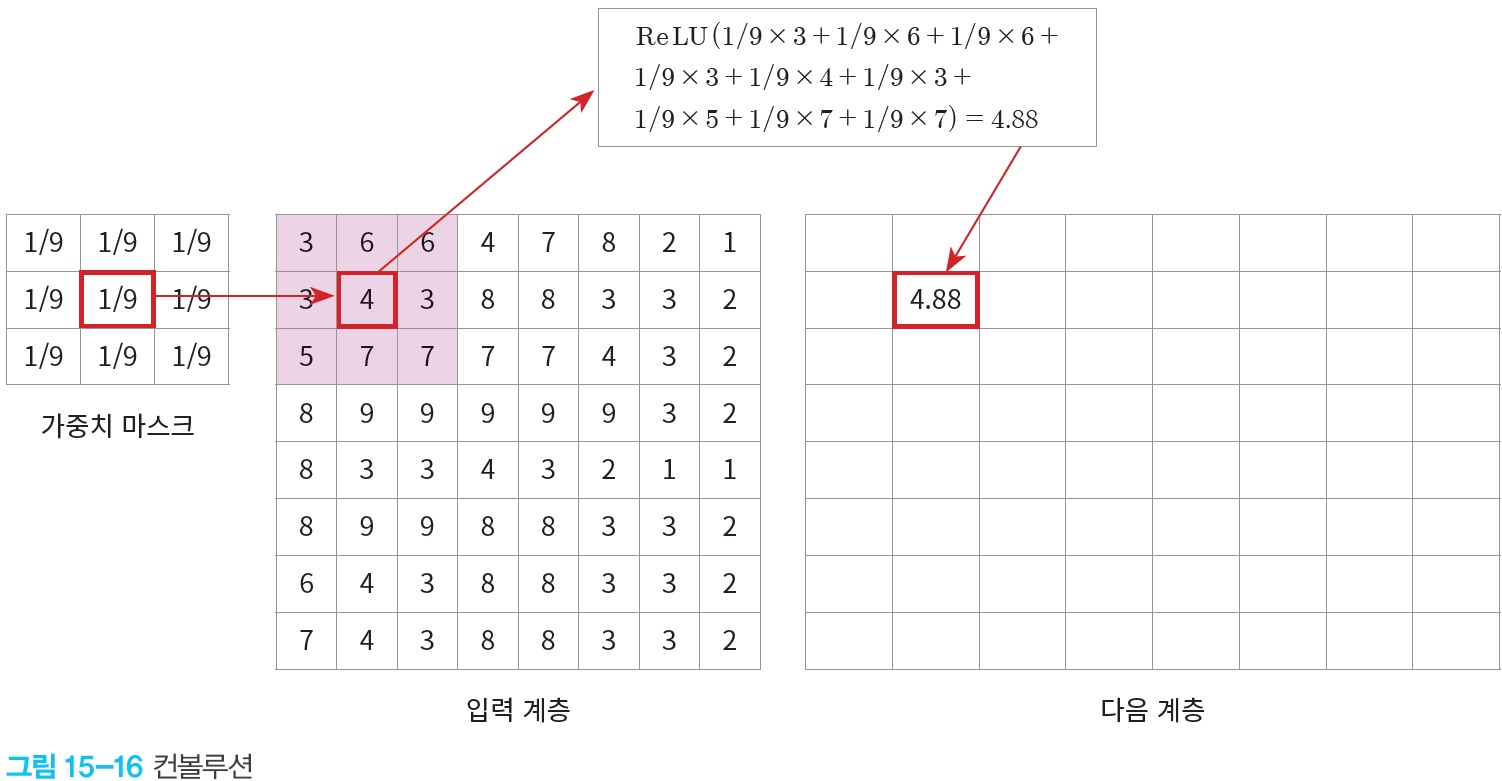 ReLU(1/9×3+1/9×6+1/9×6+
1/9×3+1/9×4+1/9×3+
1/9×5+1/9×7+1/9×7)=4.88
1/9 1/9 1/9
1/9 1/9 1/9
1/9 1/9 1/9
가중치 마스크
3 6 6 4 7 8 2 1
3 4 3 8 8 3 3 2
5 7 7 7 7 4 3 2
8 9 9 9 9 9 3 2
8 3 3 4 3 2 1 1
8 9 9 8 8 3 3 2
6 4 3 8 8 3 3 2
7 4 3 8 8 3 3 2
입력 계층
4.88
다음 계층
그림 15-16 컨볼루션